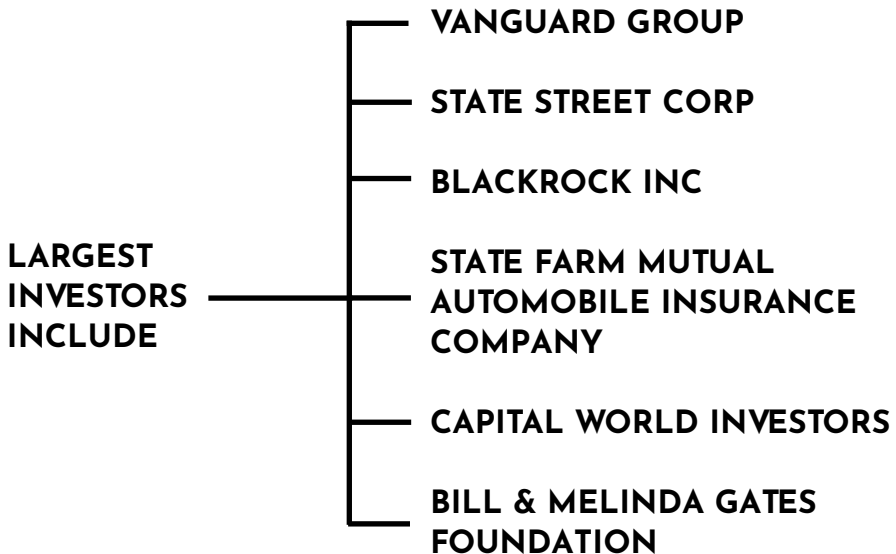 VANGUARD GROUP
STATE STREET CORP
BLACKROCK INC
LARGEST
INVESTORS
INCLUDE
STATE FARM MUTUAL
AUTOMOBILE INSURANCE
COMPANY
CAPITAL WORLD INVESTORS
BILL & MELINDA GATES
FOUNDATION